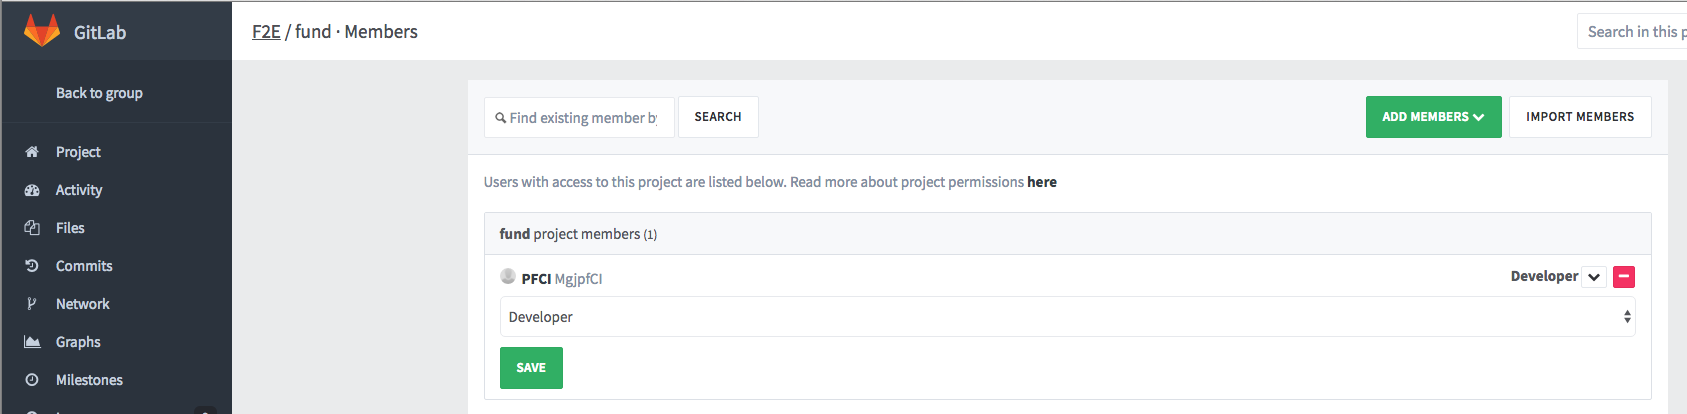 GitLab
F2E / fund · Members
Search in this p
Back to group
Find existing member by
SEARCH
ADD MEMBERS
IMPORT MEMBERS
Project
Activity
Files
Commits
Network
Graphs
Milestones
Users with access to this project are listed below. Read more about project permissions here
fund project members (1)
PFCI MgjpfCI
Developer
Developer
SAVE